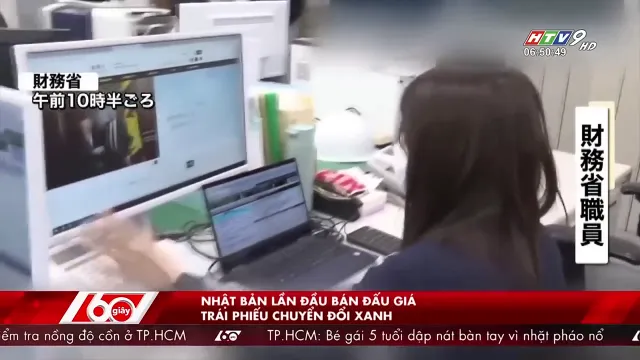 HTV9 HD
06:50:49
財務省
午前10時半ごろ
財務省職員
60 giây
NHẬT BẢN LẦN ĐẦU BÁN ĐẤU GIÁ
TRÁI PHIẾU CHUYỂN ĐỔI XANH
ểm tra nồng độ cồn ở TP.HCM
TP.HCM: Bé gái 5 tuổi dập nát bàn tay vì nhặt pháo nổ